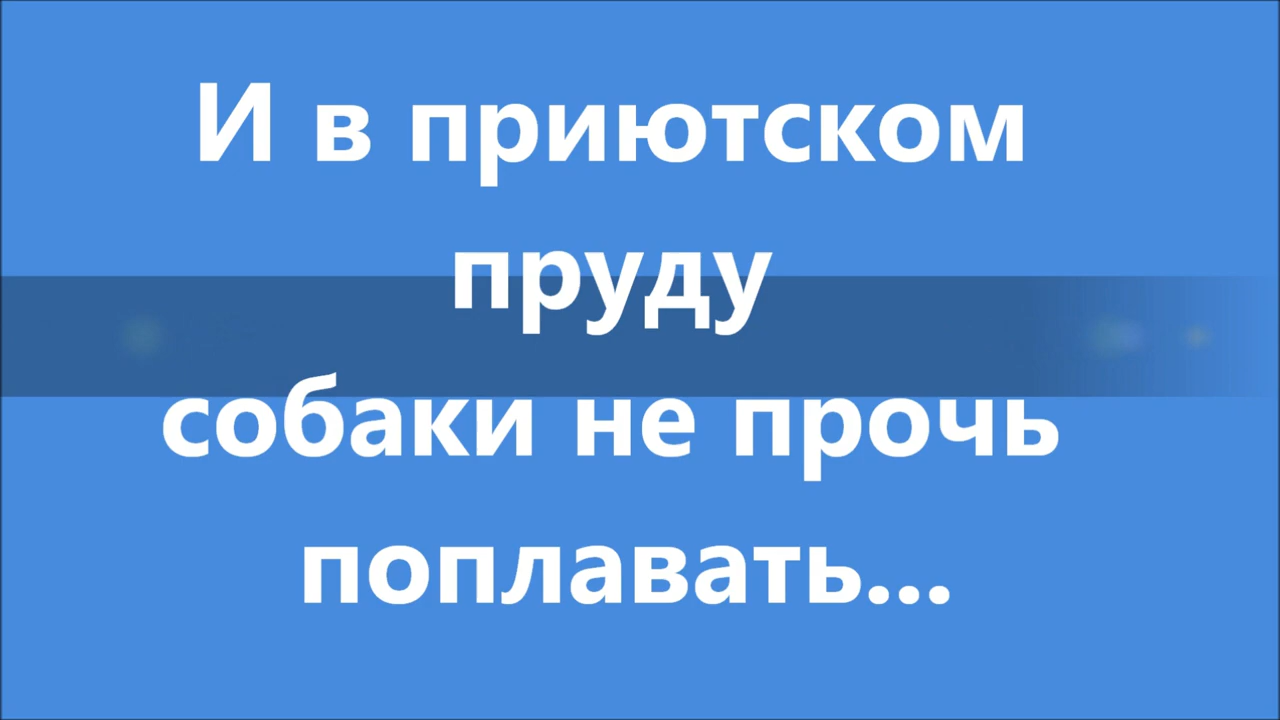 И в приютском
пруду
собаки не прочь
поплавать...